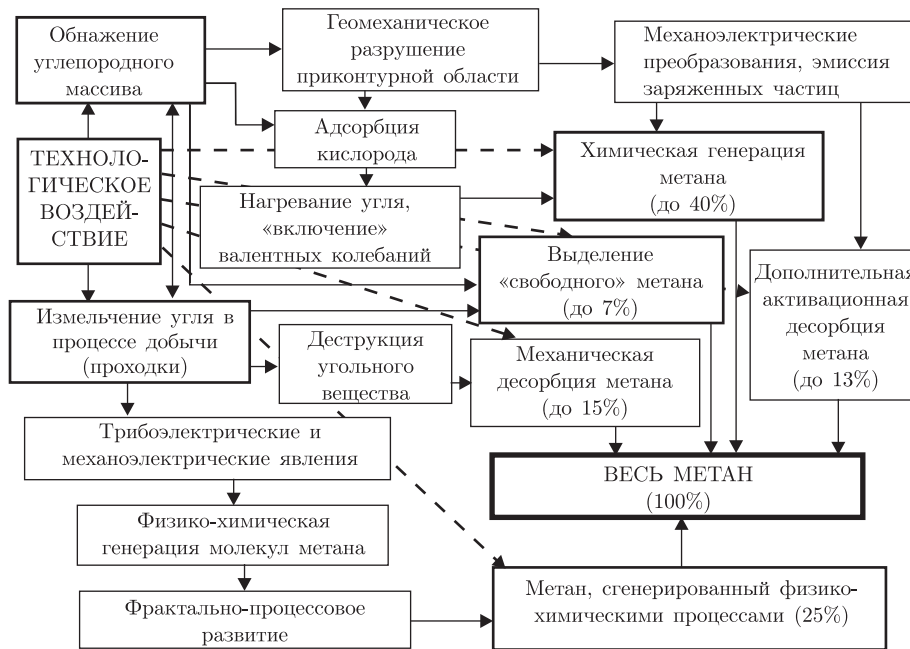 Обнажение
углепородного
массива
Геомеханическое
разрушение
приконтурной области
Механоэлектрические
преобразования, эмиссия
заряженных частиц
Адсорбция
кислорода
ТЕХНОЛО-
ГИЧЕСКОЕ
ВОЗДЕЙ-
СТВИЕ
Химическая генерация
метана
(до 40%)
Нагревание угля,
«включение»
валентных колебаний
Выделение
«свободного» метана
(до 7%)
Дополнительная
активационная
десорбция
метана
(до 13%)
Измельчение угля в
процессе добычи
(проходки)
Деструкция
угольного
вещества
Механическая
десорбция метана
(до 15%)
Трибоэлектрические и
механоэлектрические явления
ВЕСЬ МЕТАН
(100%)
Физико-химическая
генерация молекул метана
Метан, сгенерированный физико-
химическими процессами (25%)
Фрактально-процессовое
развитие